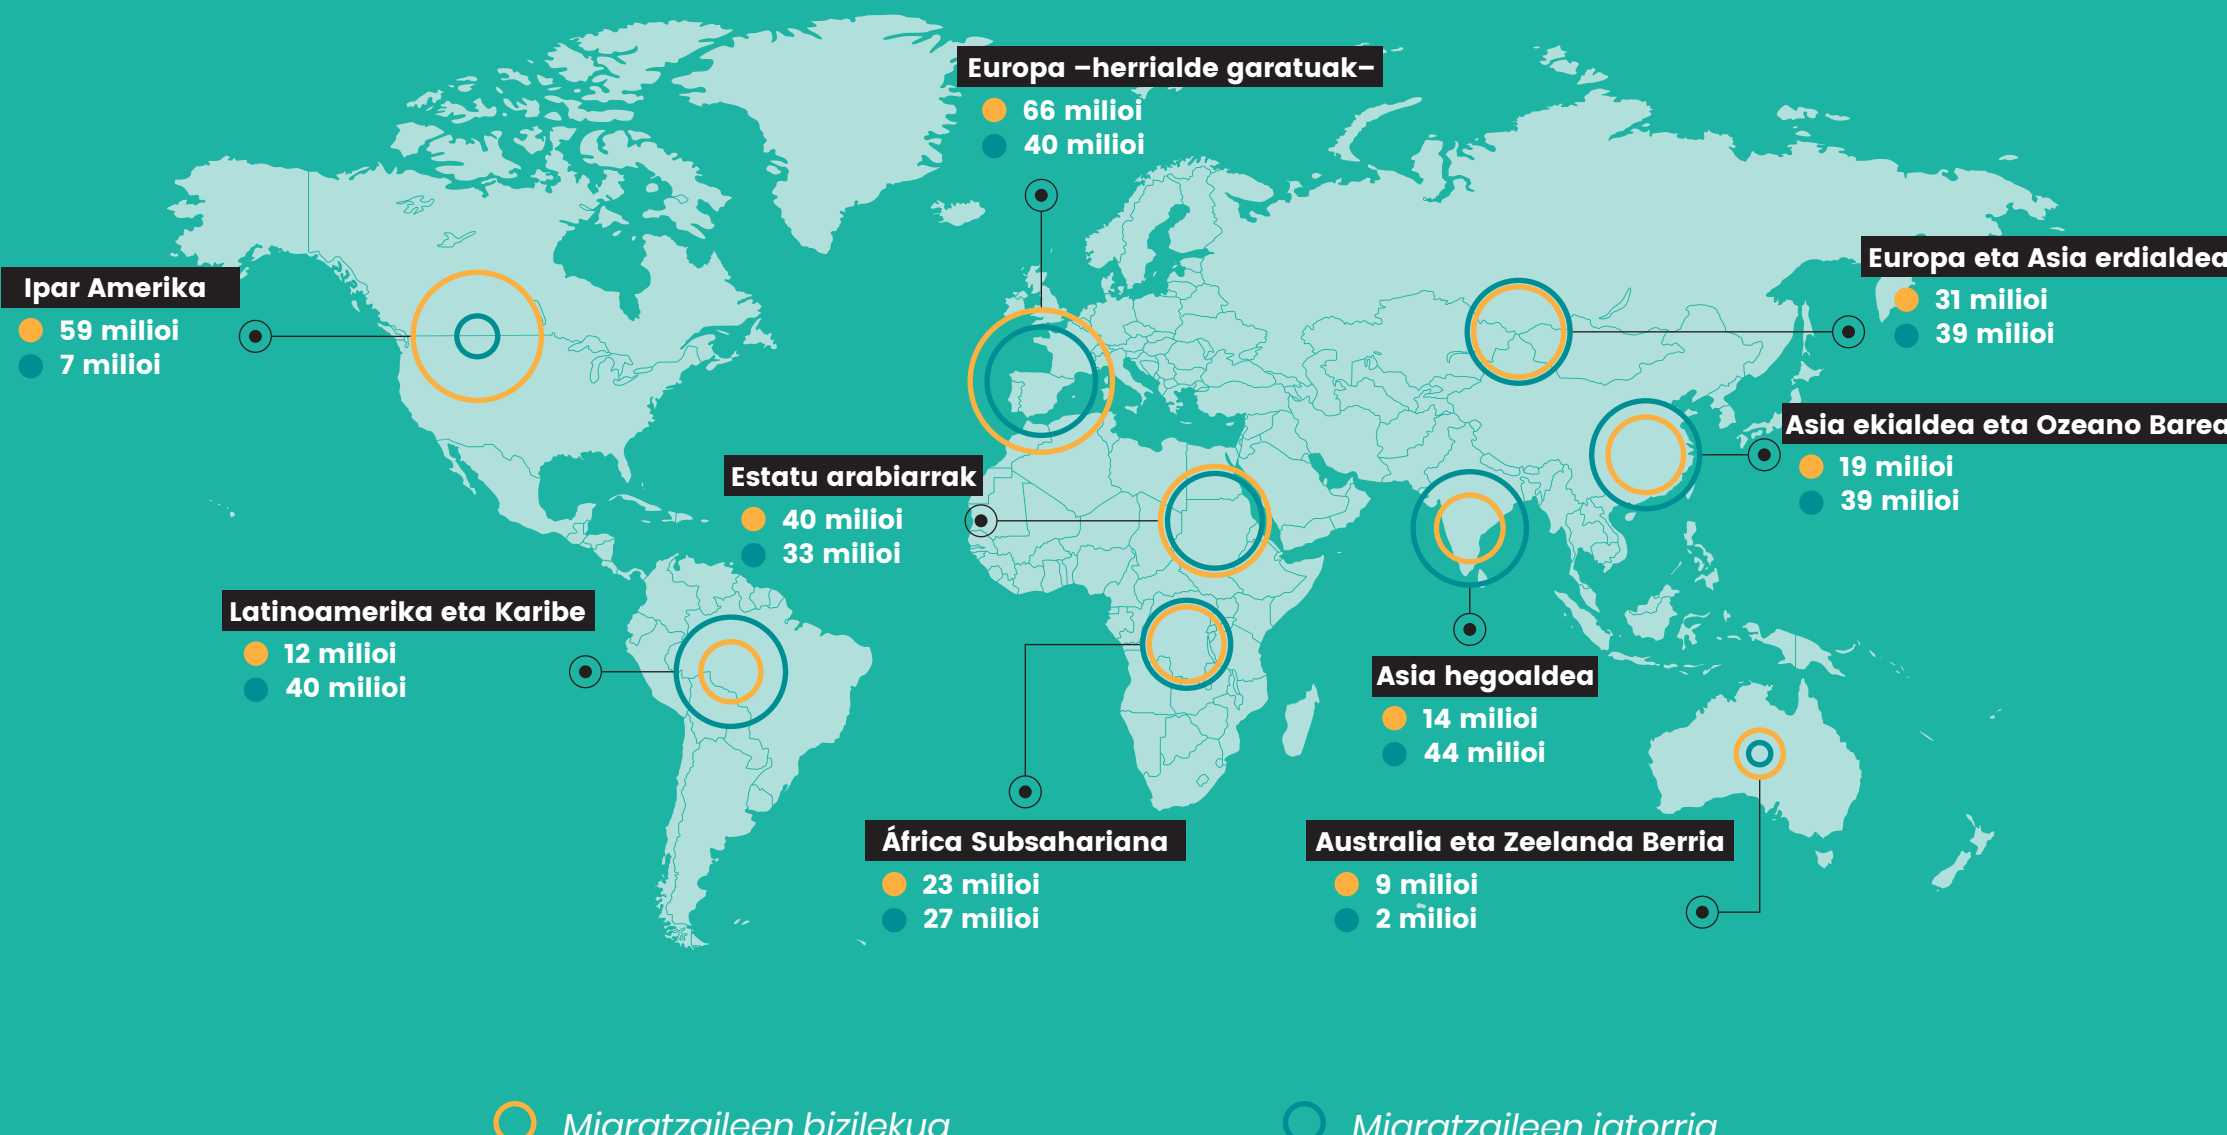 Europa –herrialde garatuak–
66 milioi
40 milioi
Europa eta Asia erdialdea
31 milioi
39 milioi
Ipar Amerika
59 milioi
7 milioi
Asia ekialdea eta Ozeano Barea
19 milioi
39 milioi
Estatu arabiarrak
40 milioi
33 milioi
Latinoamerika eta Karibe
12 milioi
40 milioi
Asia hegoaldea
14 milioi
44 milioi
África Subsahariana
23 milioi
27 milioi
Australia eta Zeelanda Berria
9 milioi
2 milioi
Migratzaileen bizilekua
Migratzaileen jatorria